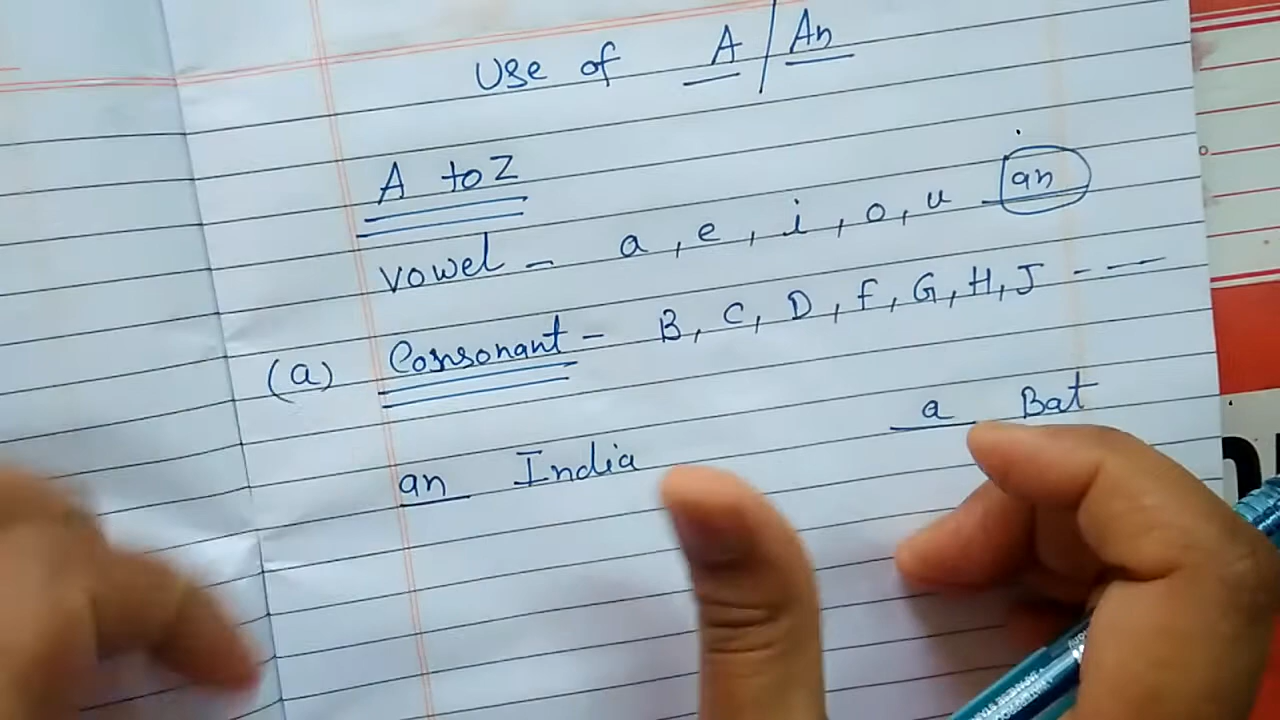 Use of A/An
A to Z
vowel - a, e, i, o, u an
(a) Consonant - B, C, D, F, G, H, J - - -
an India a Bat